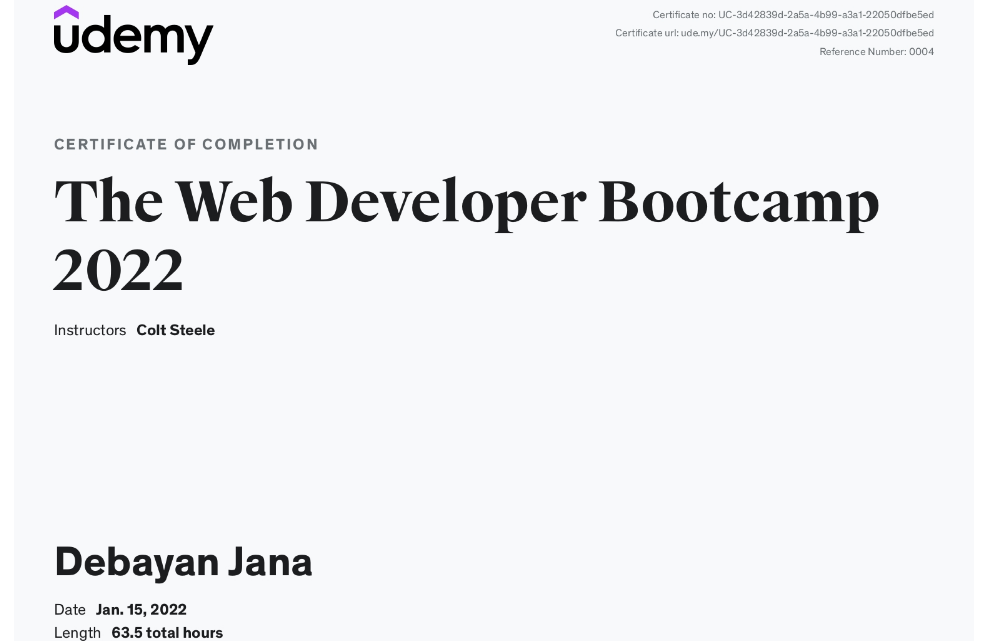 udemy
Certificate no: UC-3d42839d-2a5a-4b99-a3a1-22050dfbe5ed
Certificate url: ude.my/UC-3d42839d-2a5a-4b99-a3a1-22050dfbe5ed
Reference Number: 0004
CERTIFICATE OF COMPLETION
The Web Developer Bootcamp
2022
Instructors Colt Steele
Debayan Jana
Date Jan. 15, 2022
Length 63.5 total hours